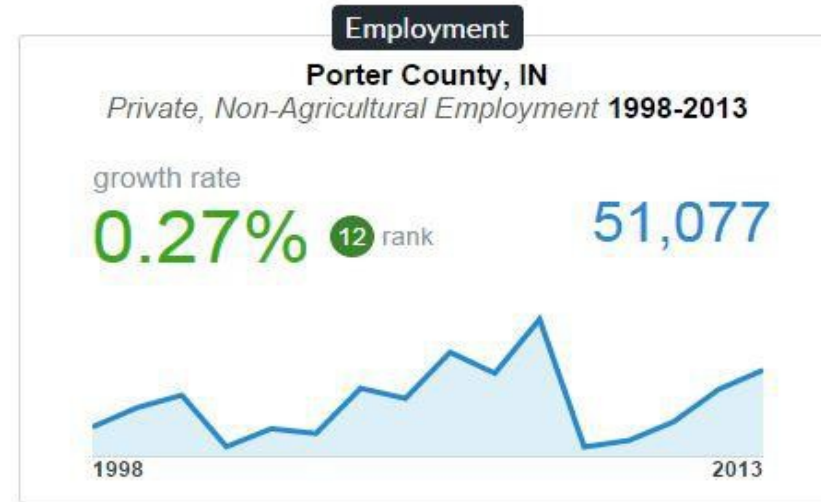 Employment
Porter County, IN
Private, Non-Agricultural Employment 1998-2013
growth rate
0.27% 12 rank 51,077
1998 2013